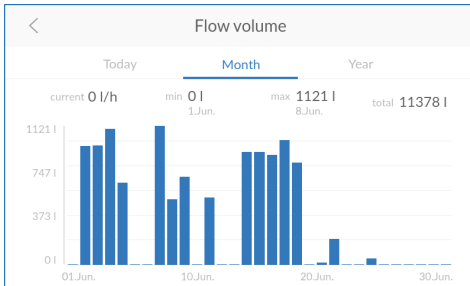 Flow volume
Today Month Year
current 0 l/h min 0 l max 1121 l total 11378 l
1.Jun. 8.Jun.
1121 l
747 l
373 l
0 l
01.Jun. 10.Jun. 20.Jun. 30.Jun.